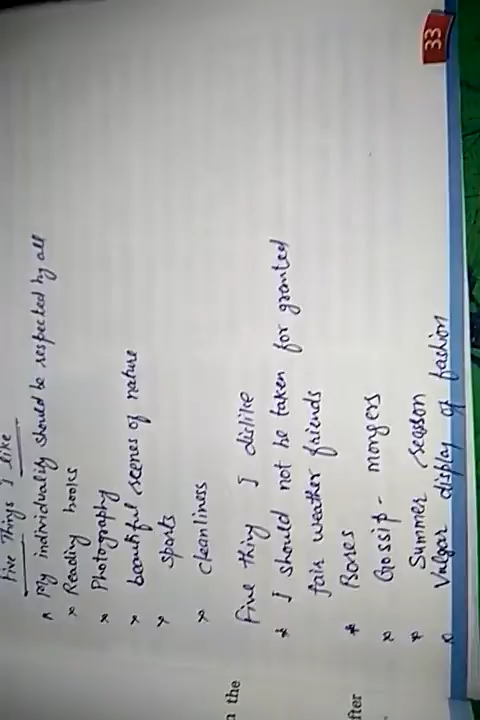 Five Things I like
× My individuality should be respected by all
× Reading books
× Photography
× beautiful scenes of nature
× sports
× cleanliness
Five thing I dislike
* I should not be taken for granted
fair weather friends
* Bores
× Gossip - mongers
* Summer season
× Vulgar display of fashion
n the
fter
33